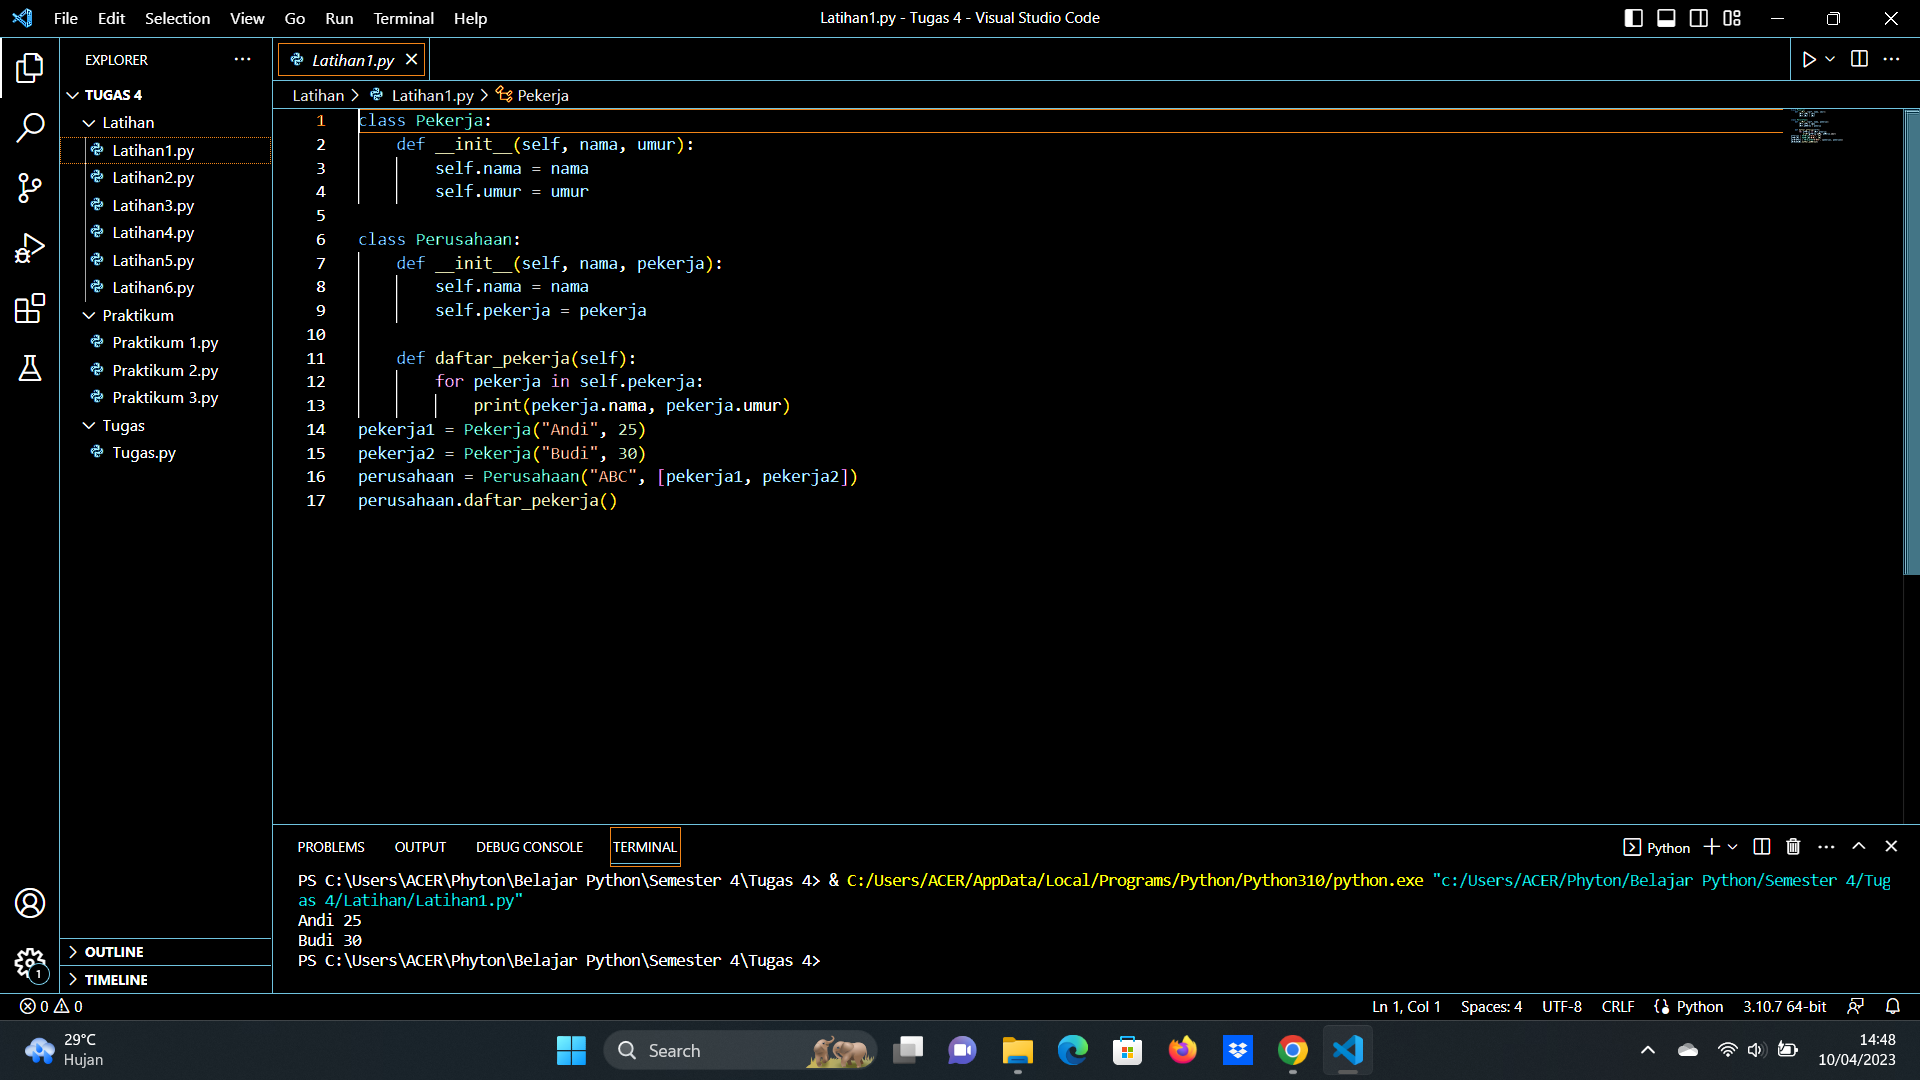 File Edit Selection View Go Run Terminal Help
Latihan1.py - Tugas 4 - Visual Studio Code
EXPLORER
TUGAS 4
Latihan
Latihan1.py
Latihan2.py
Latihan3.py
Latihan4.py
Latihan5.py
Latihan6.py
Praktikum
Praktikum 1.py
Praktikum 2.py
Praktikum 3.py
Tugas
Tugas.py
OUTLINE
TIMELINE
Latihan1.py
Latihan > Latihan1.py > Pekerja
1 class Pekerja:
2     def __init__(self, nama, umur):
3         self.nama = nama
4         self.umur = umur
5
6 class Perusahaan:
7     def __init__(self, nama, pekerja):
8         self.nama = nama
9         self.pekerja = pekerja
10
11     def daftar_pekerja(self):
12         for pekerja in self.pekerja:
13             print(pekerja.nama, pekerja.umur)
14 pekerja1 = Pekerja("Andi", 25)
15 pekerja2 = Pekerja("Budi", 30)
16 perusahaan = Perusahaan("ABC", [pekerja1, pekerja2])
17 perusahaan.daftar_pekerja()
PROBLEMS OUTPUT DEBUG CONSOLE TERMINAL
Python
PS C:\Users\ACER\Phyton\Belajar Python\Semester 4\Tugas 4> & C:/Users/ACER/AppData/Local/Programs/Python/Python310/python.exe "c:/Users/ACER/Phyton/Belajar Python/Semester 4/Tug
as 4/Latihan/Latihan1.py"
Andi 25
Budi 30
PS C:\Users\ACER\Phyton\Belajar Python\Semester 4\Tugas 4>
1
0 0
Ln 1, Col 1 Spaces: 4 UTF-8 CRLF Python 3.10.7 64-bit
29°C
Hujan
Search
14:48
10/04/2023